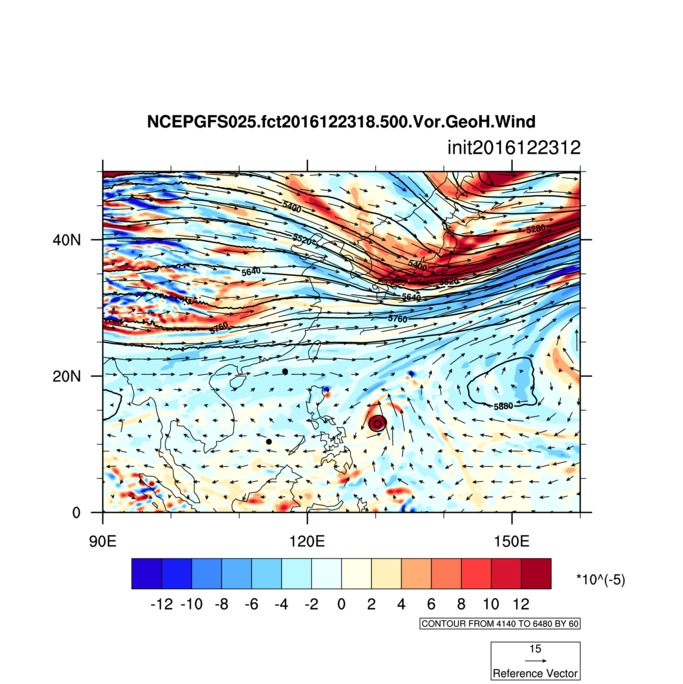 NCEPGFS025.fct2016122318.500.Vor.GeoH.Wind
init2016122312
5400
5520
5640
5760
5280
5400
5520
5640
5760
5880
40N
20N
0
90E
120E
150E
-12 -10 -8 -6 -4 -2 0 2 4 6 8 10 12
*10^(-5)
CONTOUR FROM 4140 TO 6480 BY 60
15
Reference Vector